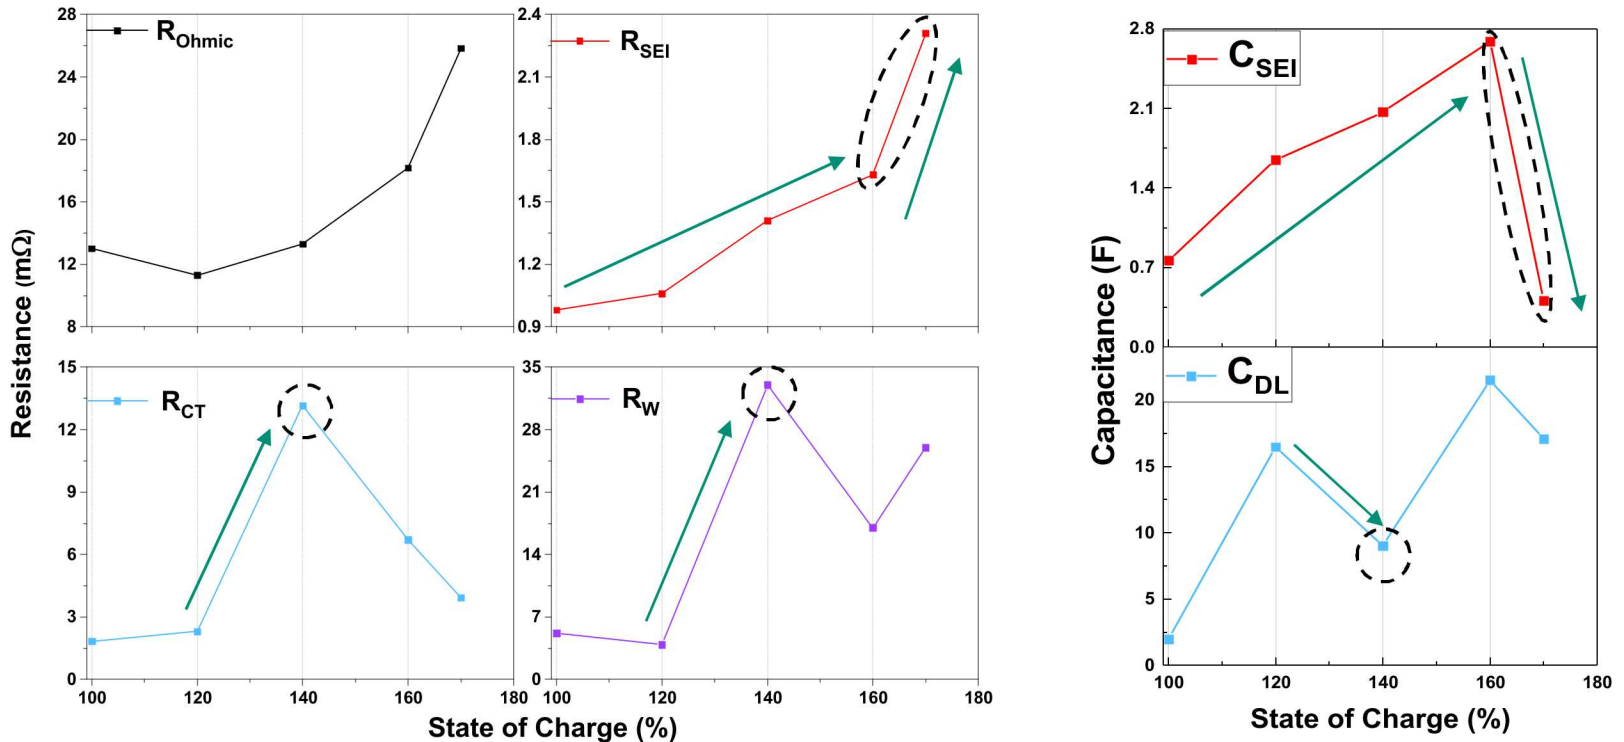 Resistance (mΩ)
28
24
20
16
12
8
R_Ohmic
2.4
2.1
1.8
1.5
1.2
0.9
R_SEI
15
12
9
6
3
0
R_CT
100 120 140 160 180
35
28
21
14
7
0
R_W
100 120 140 160 180
State of Charge (%)
Capacitance (F)
2.8
2.1
1.4
0.7
0.0
C_SEI
20
15
10
5
0
C_DL
100 120 140 160 180
State of Charge (%)